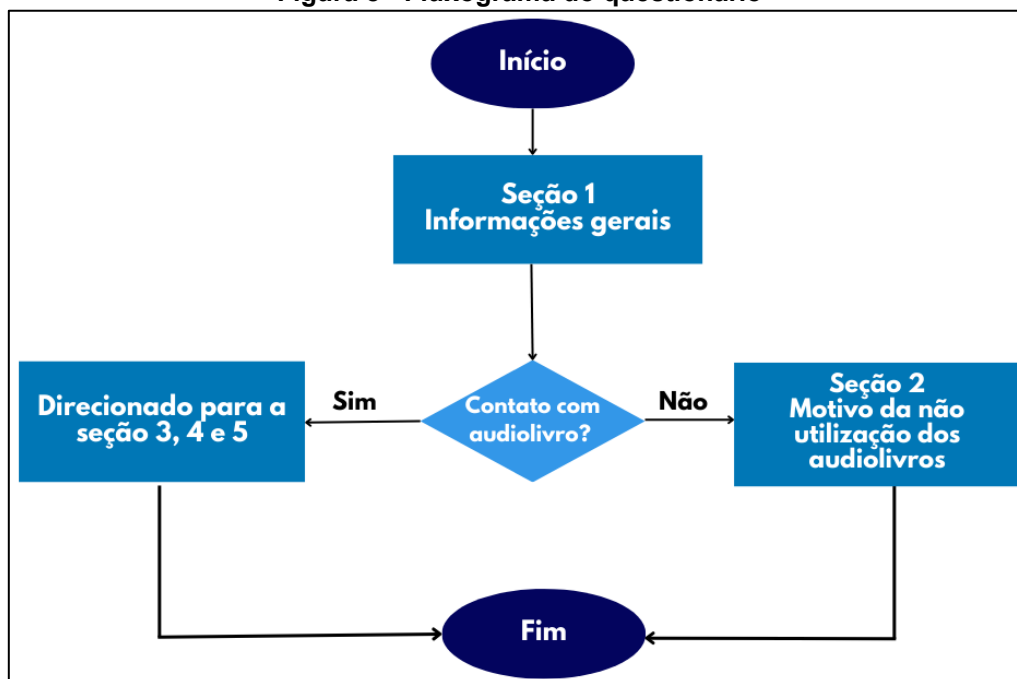 Início
Seção 1
Informações gerais
Contato com
audiolivro?
Sim
Direcionado para a
seção 3, 4 e 5
Não
Seção 2
Motivo da não
utilização dos
audiolivros
Fim